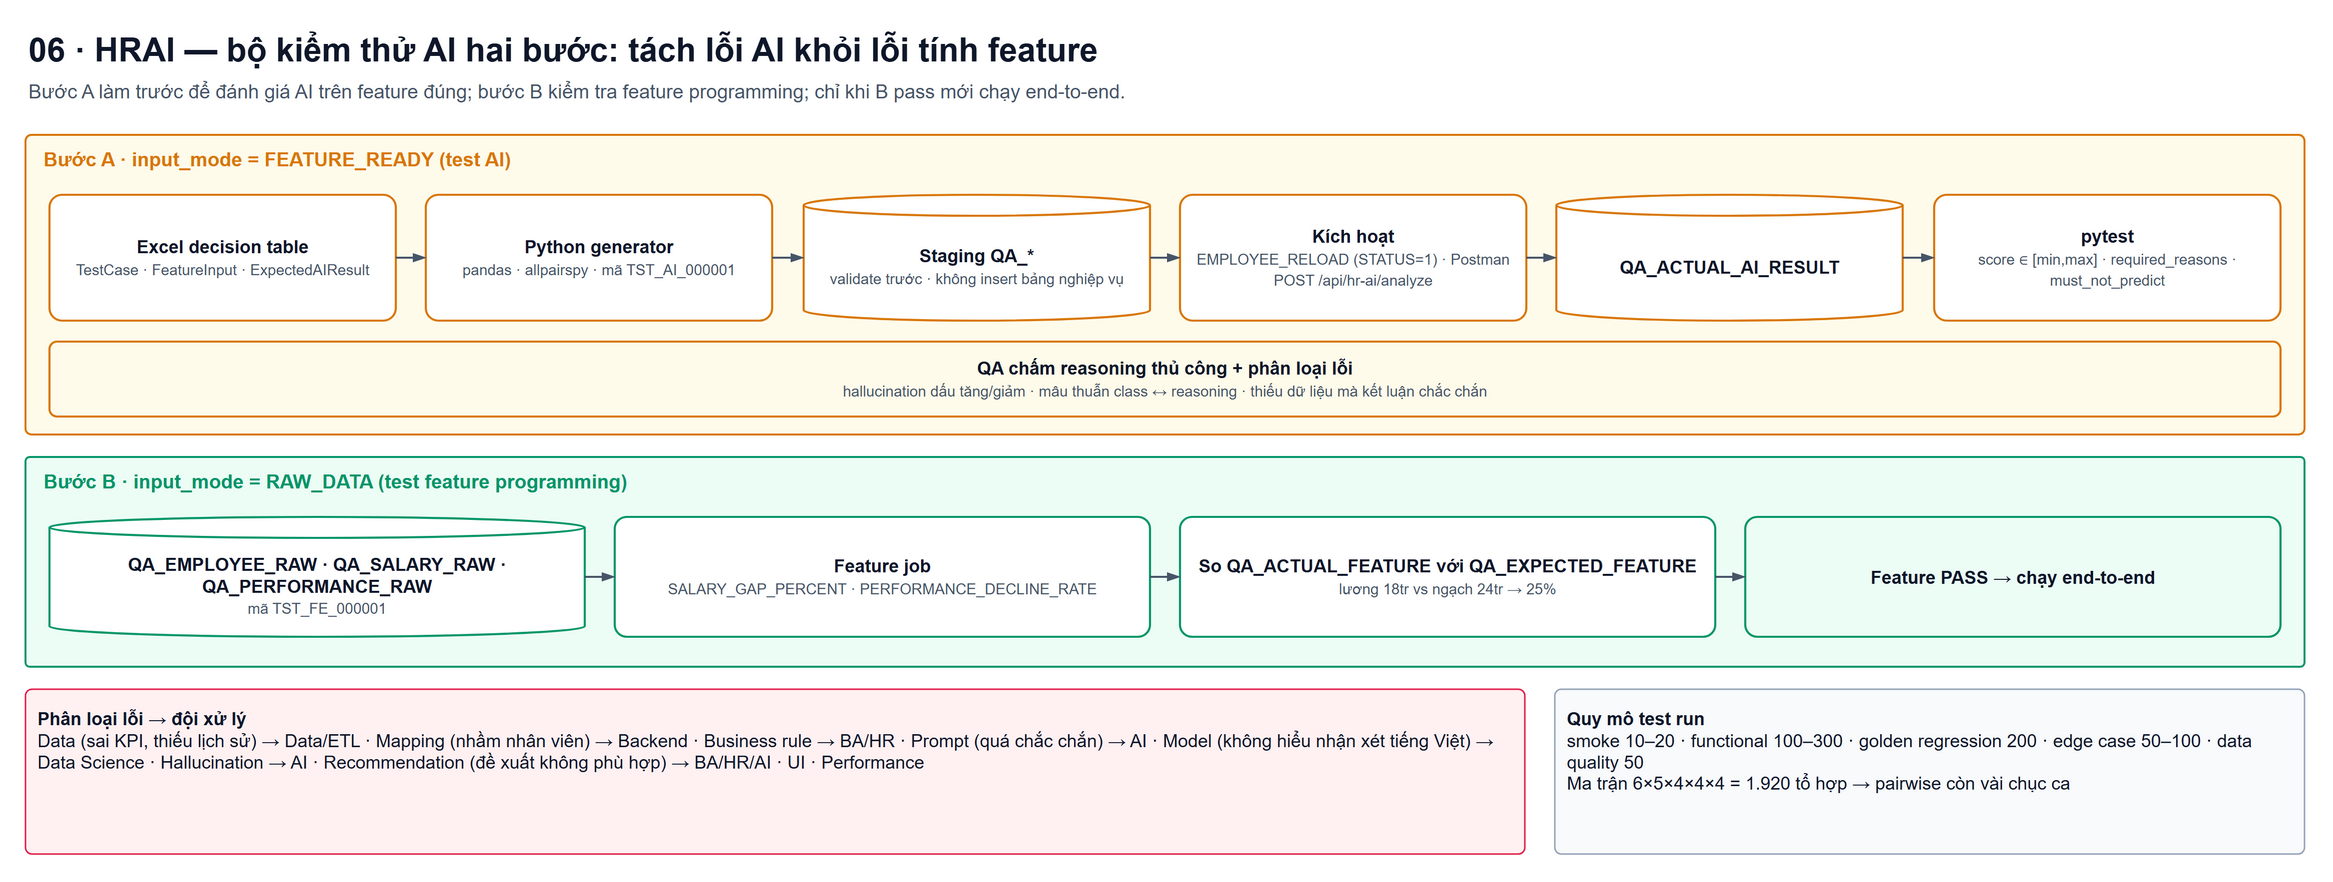 06 · HRAI — bộ kiểm thử AI hai bước: tách lỗi AI khỏi lỗi tính feature
Bước A làm trước để đánh giá AI trên feature đúng; bước B kiểm tra feature programming; chỉ khi B pass mới chạy end-to-end.
Bước A · input_mode = FEATURE_READY (test AI)
Excel decision table
TestCase · FeatureInput · ExpectedAIResult
Python generator
pandas · allpairspy · mã TST_AI_000001
Staging QA_*
validate trước · không insert bảng nghiệp vụ
Kích hoạt
EMPLOYEE_RELOAD (STATUS=1) · Postman
POST /api/hr-ai/analyze
QA_ACTUAL_AI_RESULT
pytest
score ∈ [min,max] · required_reasons ·
must_not_predict
QA chấm reasoning thủ công + phân loại lỗi
hallucination dấu tăng/giảm · mâu thuẫn class ↔ reasoning · thiếu dữ liệu mà kết luận chắc chắn
Bước B · input_mode = RAW_DATA (test feature programming)
QA_EMPLOYEE_RAW · QA_SALARY_RAW ·
QA_PERFORMANCE_RAW
mã TST_FE_000001
Feature job
SALARY_GAP_PERCENT · PERFORMANCE_DECLINE_RATE
So QA_ACTUAL_FEATURE với QA_EXPECTED_FEATURE
lương 18tr vs ngạch 24tr → 25%
Feature PASS → chạy end-to-end
Phân loại lỗi → đội xử lý
Data (sai KPI, thiếu lịch sử) → Data/ETL · Mapping (nhầm nhân viên) → Backend · Business rule → BA/HR · Prompt (quá chắc chắn) → AI · Model (không hiểu nhận xét tiếng Việt) →
Data Science · Hallucination → AI · Recommendation (đề xuất không phù hợp) → BA/HR/AI · UI · Performance
Quy mô test run
smoke 10–20 · functional 100–300 · golden regression 200 · edge case 50–100 · data
quality 50
Ma trận 6×5×4×4×4 = 1.920 tổ hợp → pairwise còn vài chục ca